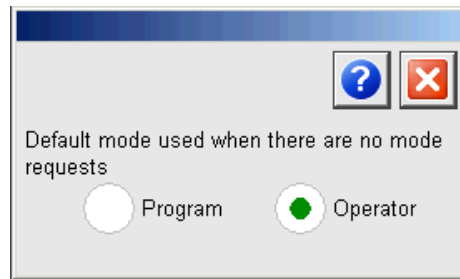 Default mode used when there are no mode
requests
Program Operator